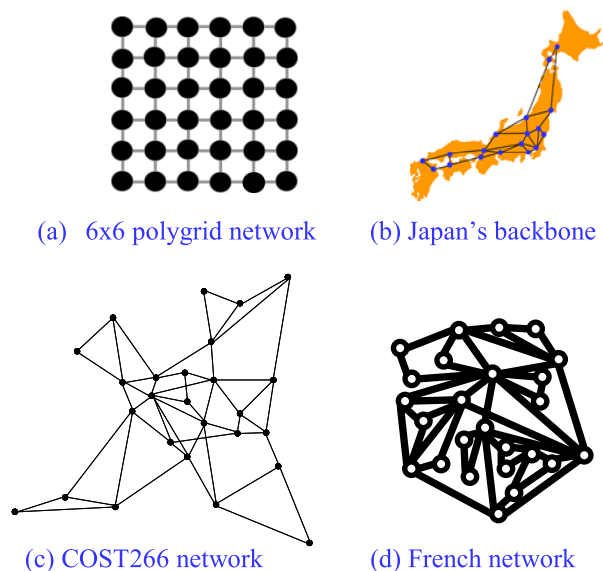 (a) 6x6 polygrid network
(b) Japan's backbone
(c) COST266 network
(d) French network